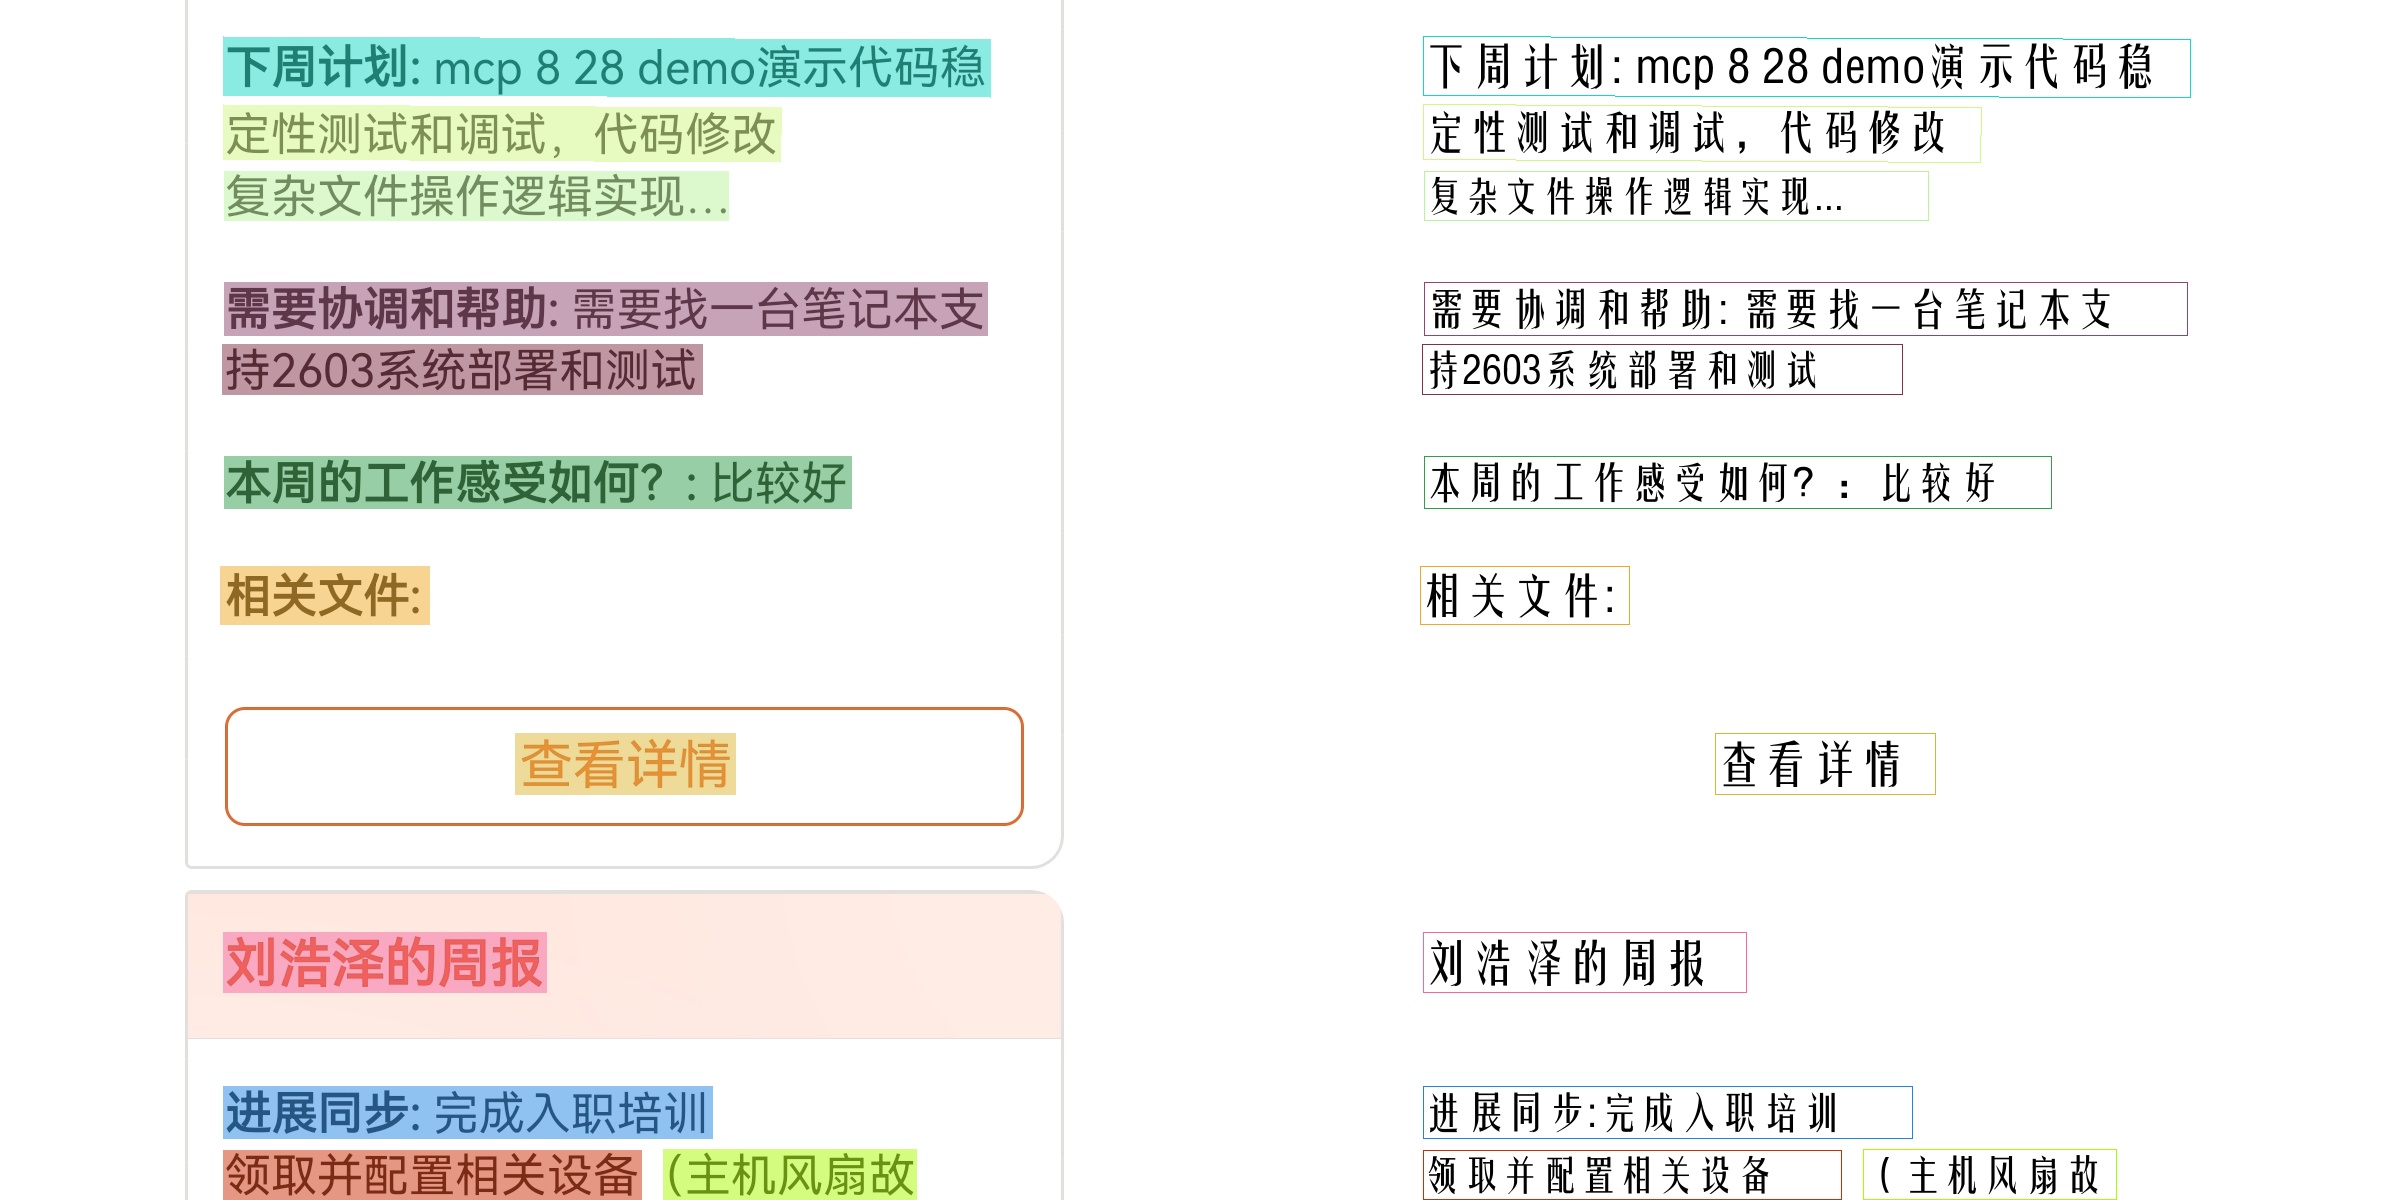 下周计划: mcp 8 28 demo演示代码稳
定性测试和调试，代码修改
复杂文件操作逻辑实现...
需要协调和帮助: 需要找一台笔记本支
持2603系统部署和测试
本周的工作感受如何？: 比较好
相关文件:
查看详情
刘浩泽的周报
进展同步: 完成入职培训
领取并配置相关设备 （主机风扇故
下周计划: mcp 8 28 demo演示代码稳
定性测试和调试，代码修改
复杂文件操作逻辑实现...
需要协调和帮助: 需要找一台笔记本支
持2603系统部署和测试
本周的工作感受如何?：比较好
相关文件:
查看详情
刘浩泽的周报
进展同步:完成入职培训
领取并配置相关设备 （主机风扇故